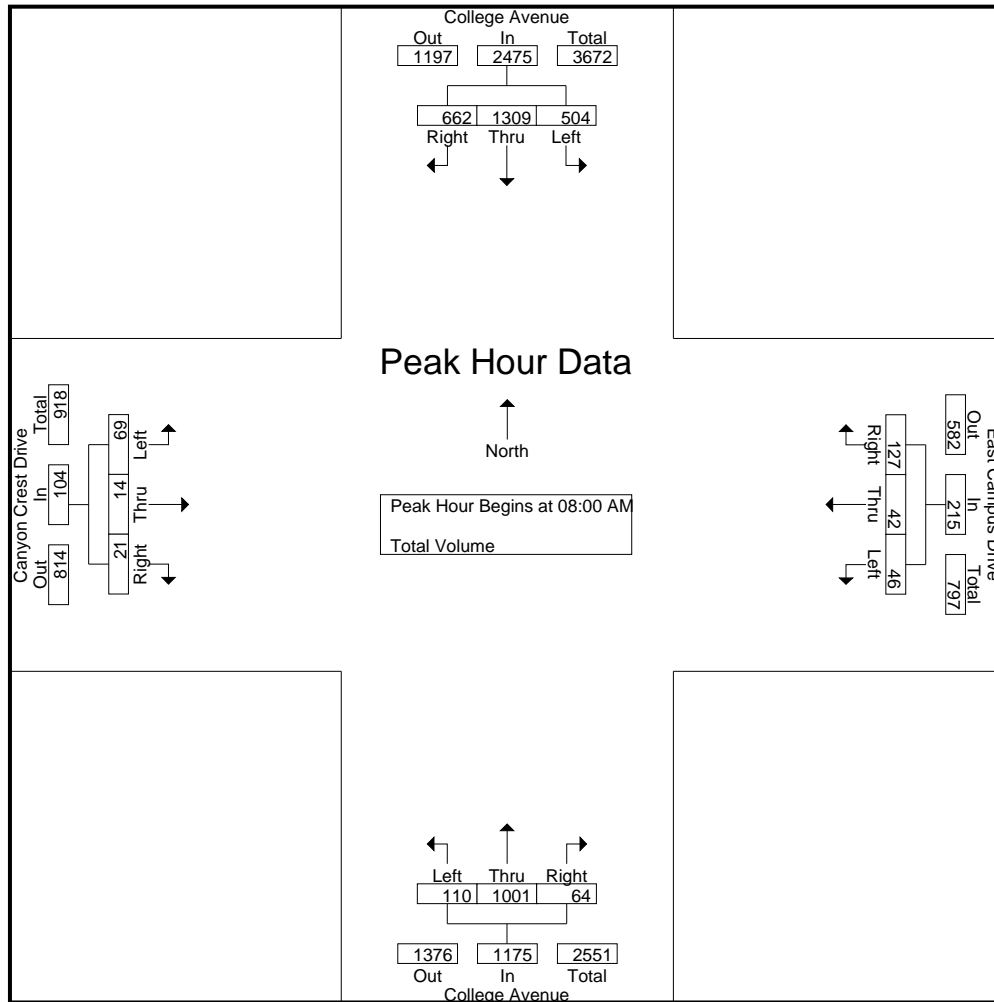 College Avenue
Out In Total
1197 2475 3672
662 1309 504
Right Thru Left
Peak Hour Data
North
Peak Hour Begins at 08:00 AM
Total Volume
Canyon Crest Drive
Out In Total
814 104 918
21 14 69
Right Thru Left
East Campus Drive
Out In Total
582 215 797
127 42 46
Right Thru Left
Left Thru Right
110 1001 64
1376 1175 2551
Out In Total
College Avenue